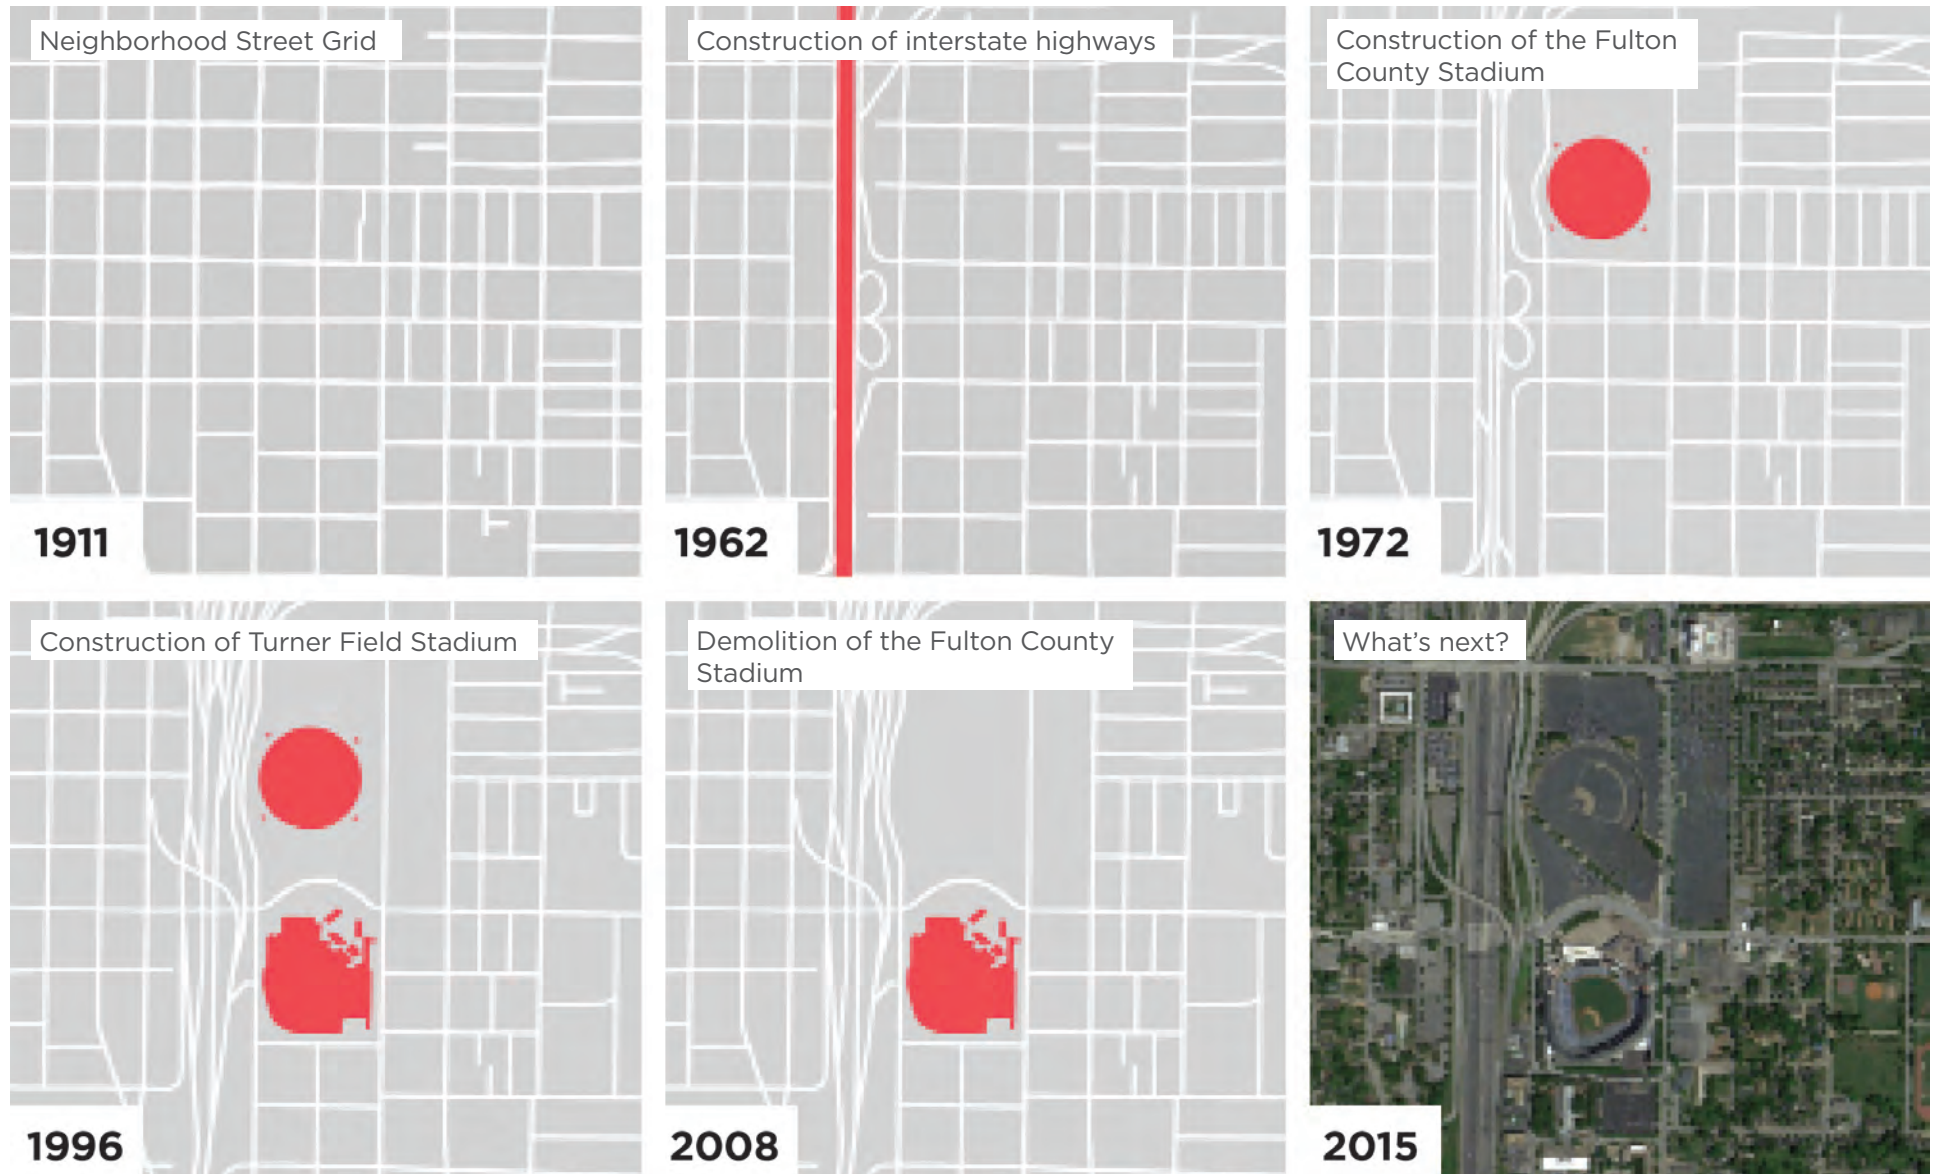 Neighborhood Street Grid
1911
Construction of interstate highways
1962
Construction of the Fulton
County Stadium
1972
Construction of Turner Field Stadium
1996
Demolition of the Fulton County
Stadium
2008
What's next?
2015